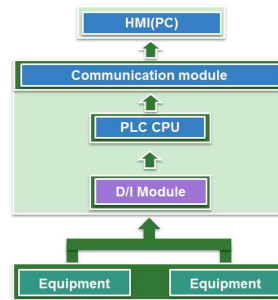 HMI(PC)
Communication module
PLC CPU
D/I Module
Equipment
Equipment